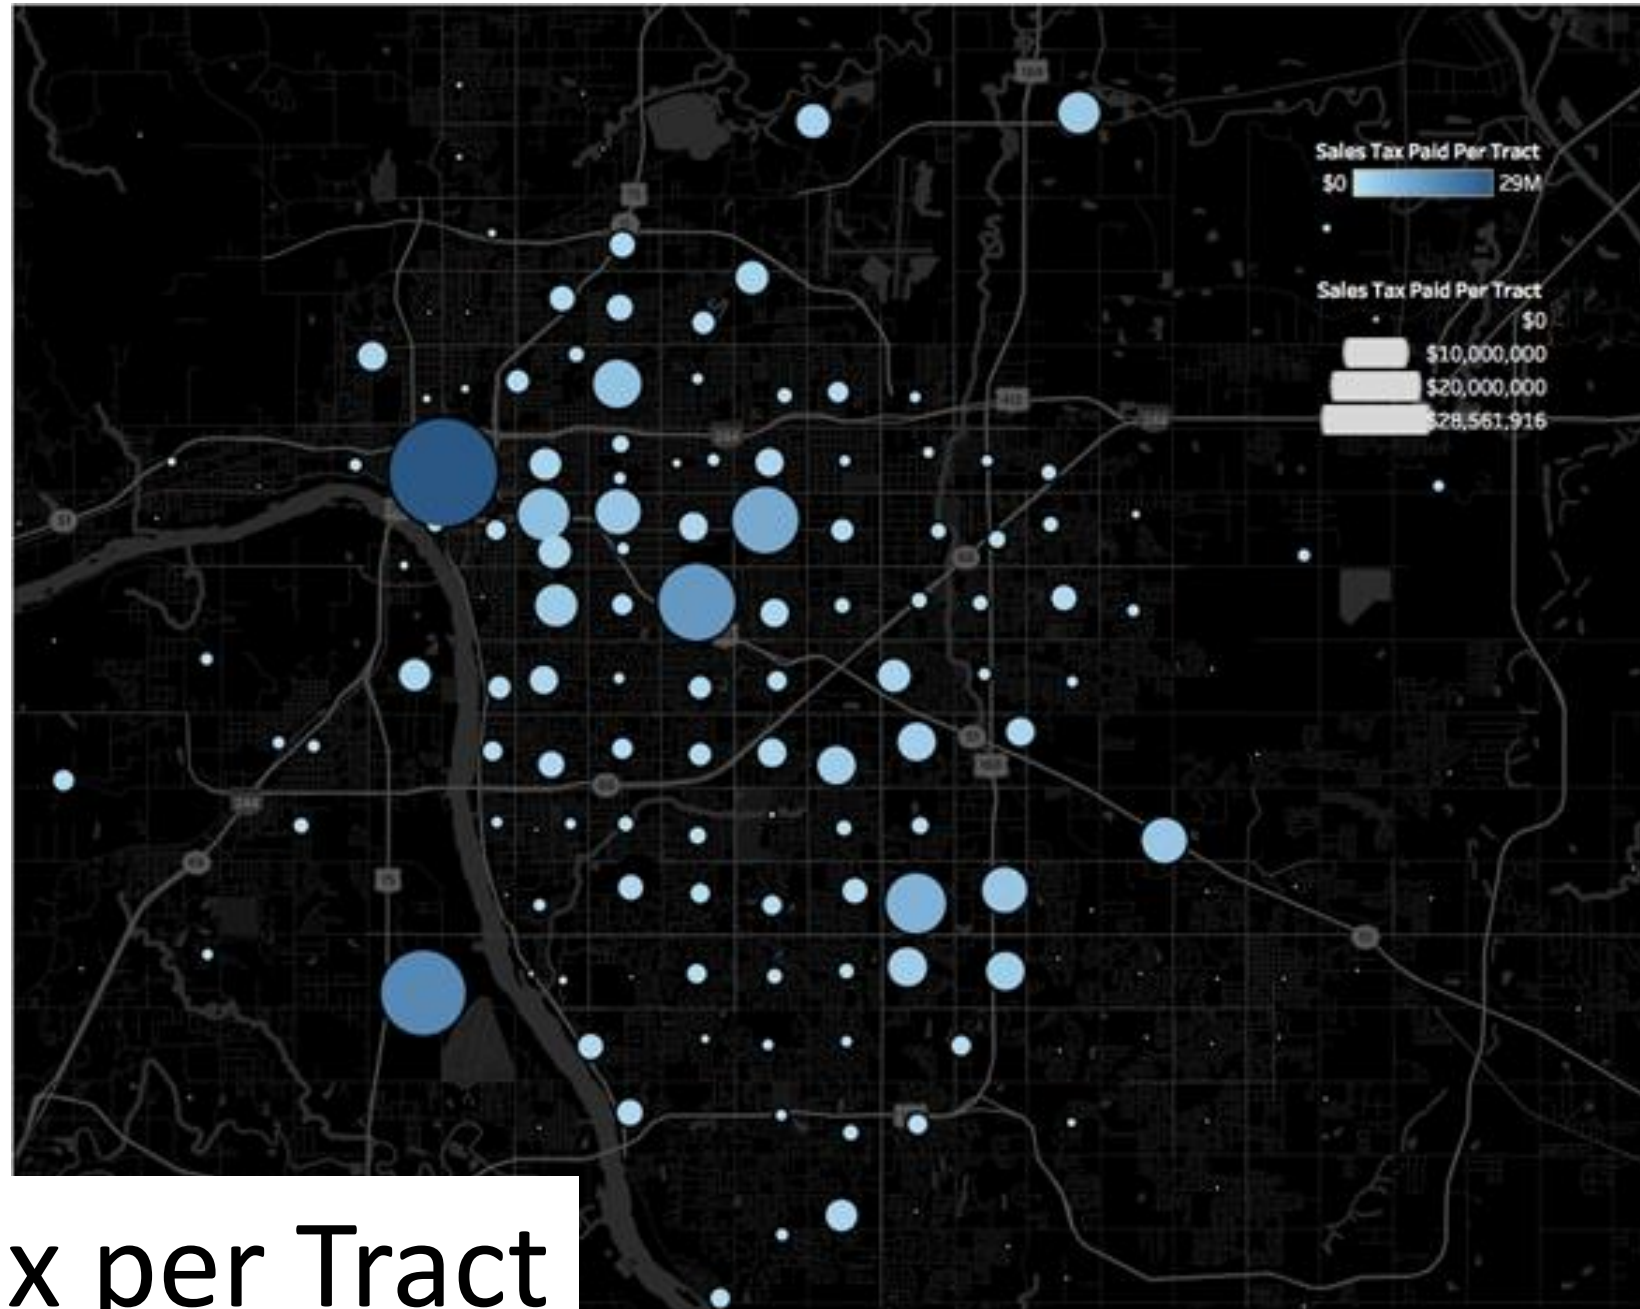 Sales Tax Paid Per Tract
$0 29M
Sales Tax Paid Per Tract
$0
$10,000,000
$20,000,000
$28,561,916
x per Tract